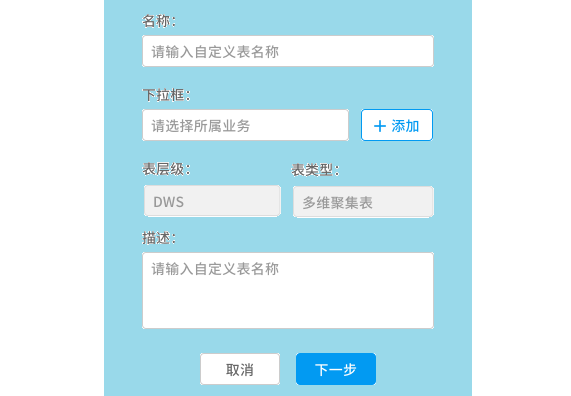 名称：
请输入自定义表名称
下拉框：
请选择所属业务
+ 添加
表层级：
表类型：
DWS
多维聚集表
描述：
请输入自定义表名称
取消
下一步